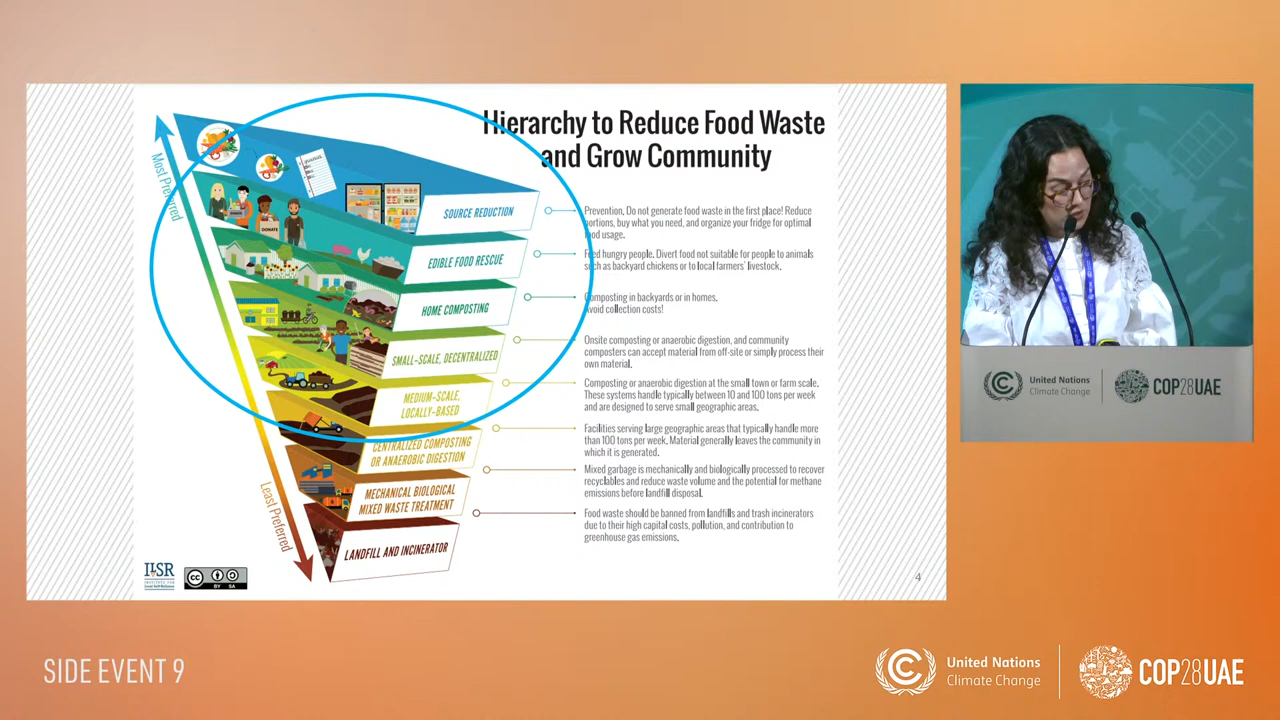 Hierarchy to Reduce Food Waste
and Grow Community
Most Preferred
SOURCE REDUCTION
Prevention. Do not generate food waste in the first place! Reduce
portions, buy what you need, and organize your fridge for optimal
food usage.
DONATE
EDIBLE FOOD RESCUE
Feed hungry people. Divert food not suitable for people to animals
such as backyard chickens or to local farmers' livestock.
HOME COMPOSTING
Composting in backyards or in homes.
Avoid collection costs!
SMALL-SCALE, DECENTRALIZED
Onsite composting or anaerobic digestion, and community
composters can accept material from off-site or simply process their
own material.
MEDIUM-SCALE,
LOCALLY-BASED
Composting or anaerobic digestion at the small town or farm scale.
These systems handle typically between 10 and 100 tons per week
and are designed to serve small geographic areas.
CENTRALIZED COMPOSTING
OR ANAEROBIC DIGESTION
Facilities serving large geographic areas that typically handle more
than 100 tons per week. Material generally leaves the community in
which it is generated.
MECHANICAL BIOLOGICAL
MIXED WASTE TREATMENT
Mixed garbage is mechanically and biologically processed to recover
recyclables and reduce waste volume and the potential for methane
emissions before landfill disposal.
LANDFILL AND INCINERATOR
Food waste should be banned from landfills and trash incinerators
due to their high capital costs, pollution, and contribution to
greenhouse gas emissions.
Least Preferred
ILSR
INSTITUTE FOR
Local Self-Reliance
CC
BY SA
4
United Nations
Climate Change
COP28UAE
SIDE EVENT 9
United Nations
Climate Change
COP28UAE